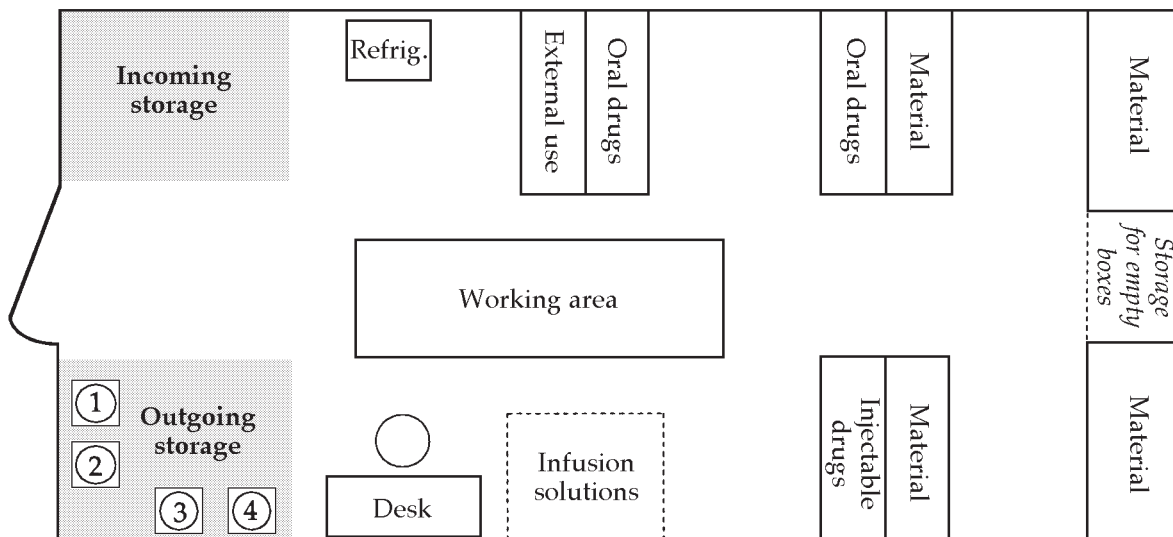 Incoming
storage
Refrig.
External use
Oral drugs
Oral drugs
Material
Material
Storage
for empty
boxes
Working area
1
2
3
4
Outgoing
storage
Desk
Infusion
solutions
Injectable
drugs
Material
Material